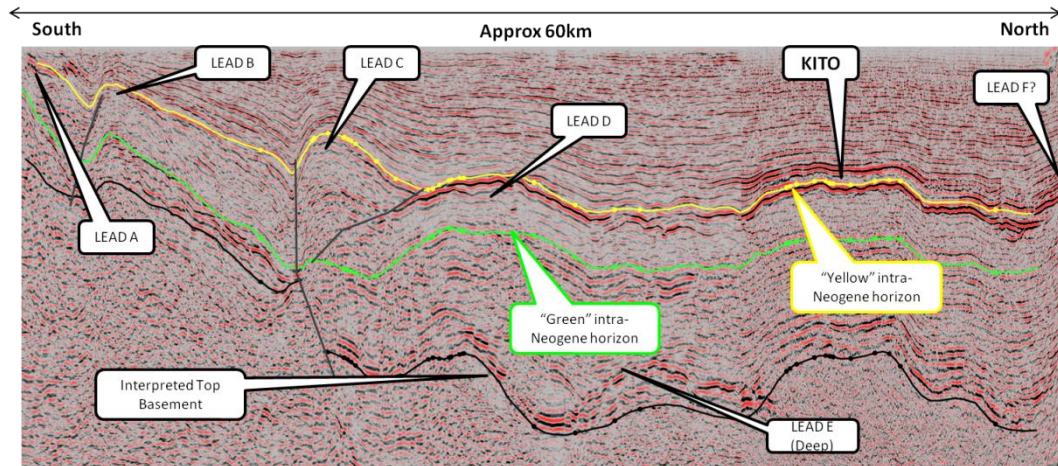 South
Approx 60km
North
LEAD B
LEAD C
KITO
LEAD F?
LEAD D
LEAD A
"Yellow" intra-
Neogene horizon
"Green" intra-
Neogene horizon
Interpreted Top
Basement
LEAD E
(Deep)